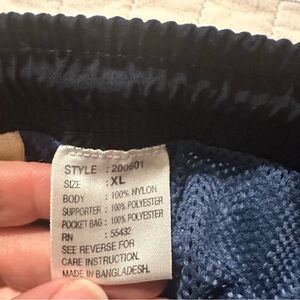 STYLE : 200601
SIZE : XL
BODY : 100% NYLON
SUPPORTER : 100% POLYESTER
POCKET BAG : 100% POLYESTER
RN : 55432
SEE REVERSE FOR
CARE INSTRUCTION.
MADE IN BANGLADESH.